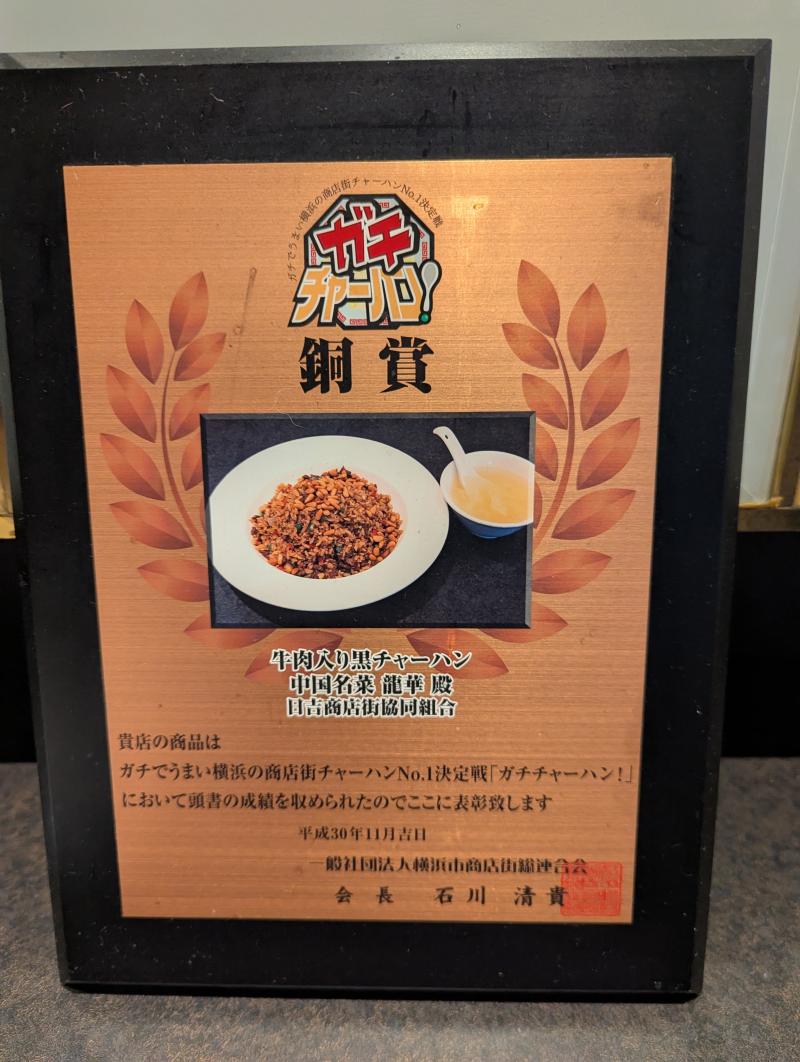 ガチでうまい横浜の商店街チャーハンNo.1決定戦
ガチ
チャーハン!
銅賞
牛肉入り黒チャーハン
中国名菜 龍華 殿
日吉商店街協同組合
貴店の商品は
ガチでうまい横浜の商店街チャーハンNo.1決定戦「ガチチャーハン!」
において頭書の成績を収められたのでここに表彰致します
平成30年11月吉日
一般社団法人横浜市商店街総連合会
会長 石川 清貴